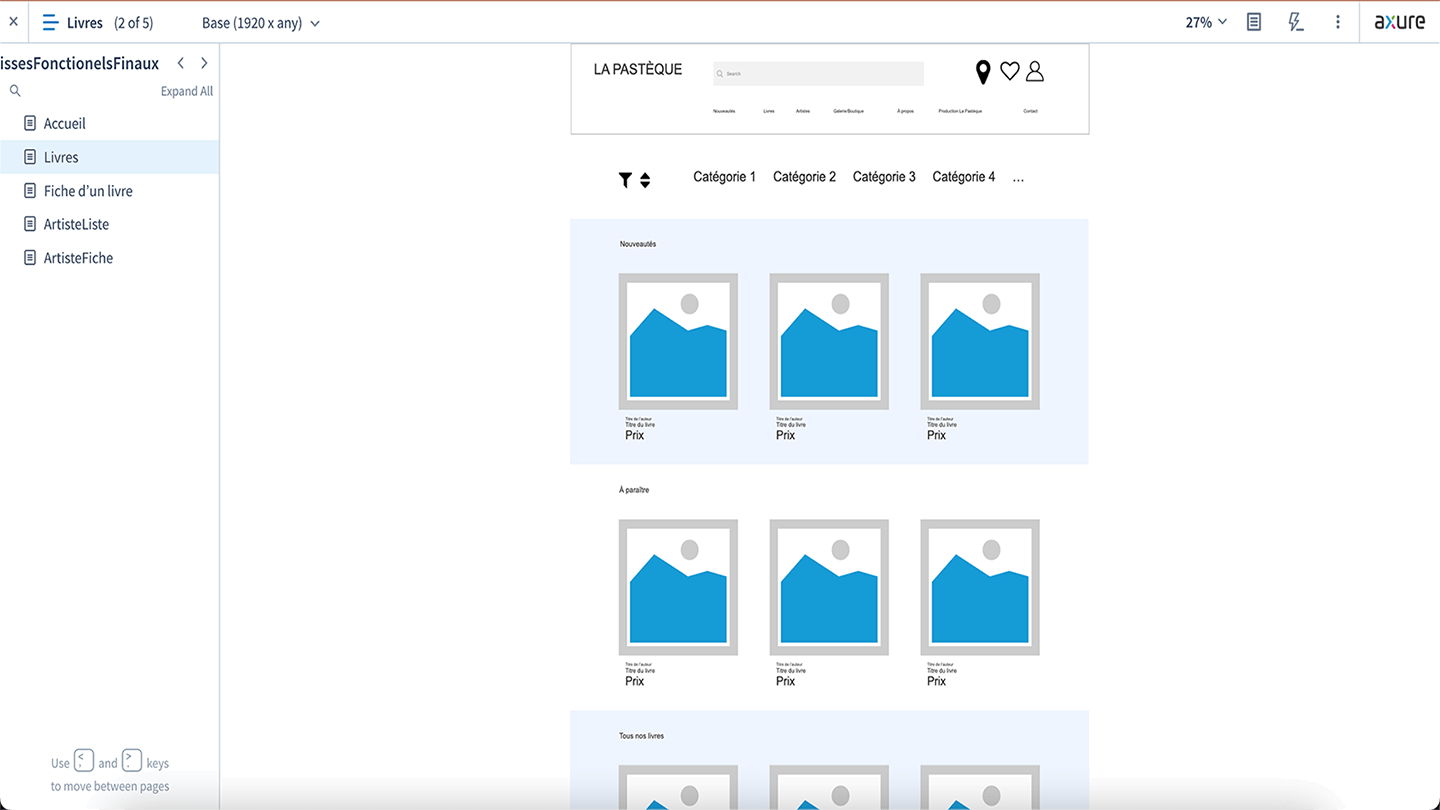 Livres (2 of 5) Base (1920 x any) 27% axure
issesFonctionelsFinaux
Expand All
Accueil
Livres
Fiche d'un livre
ArtisteListe
ArtisteFiche
Use < , and > . keys
to move between pages
LA PASTÈQUE Search
Nouveautés Livres Artistes Galerie/Boutique À propos Production La Pastèque Contact
Catégorie 1 Catégorie 2 Catégorie 3 Catégorie 4 ...
Nouveautés
Titre de l'auteur Titre de l'auteur Titre de l'auteur
Titre du livre Titre du livre Titre du livre
Prix Prix Prix
À paraître
Titre de l'auteur Titre de l'auteur Titre de l'auteur
Titre du livre Titre du livre Titre du livre
Prix Prix Prix
Tous nos livres